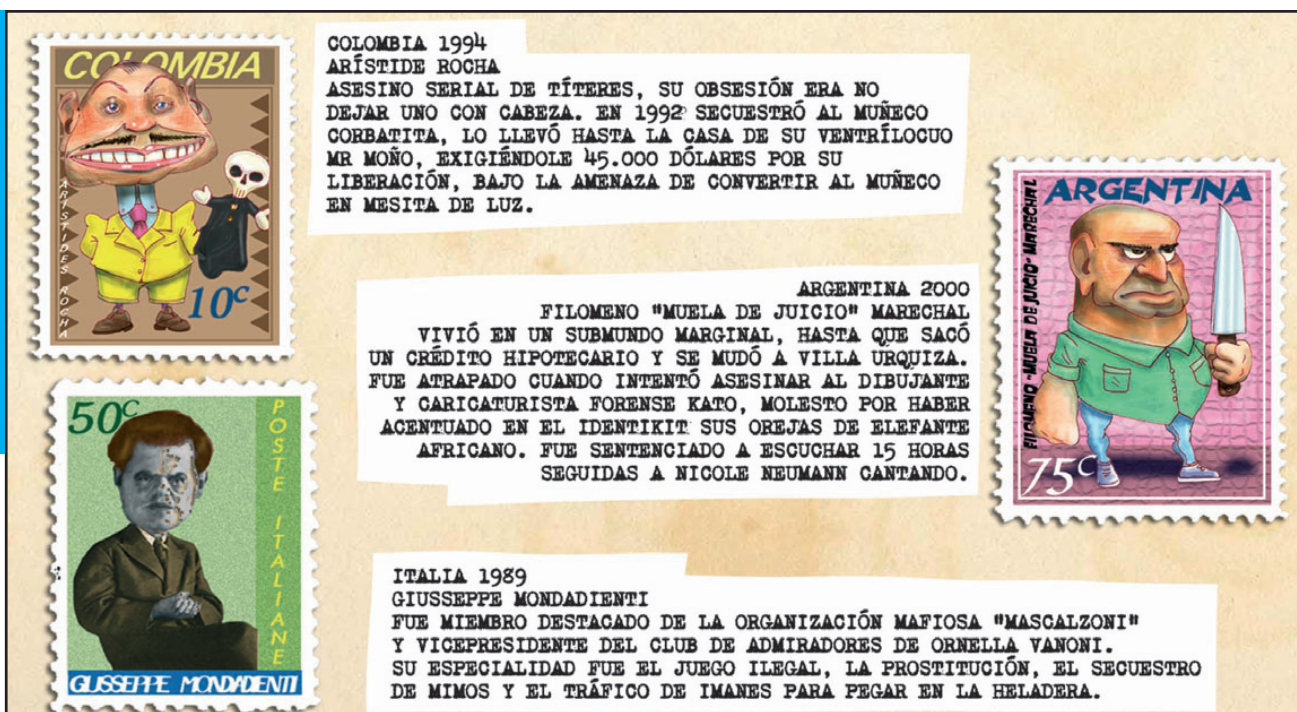 COLOMBIA
ARISTIDES ROCHA
10c
COLOMBIA 1994
ARÍSTIDE ROCHA
ASESINO SERIAL DE TÍTERES, SU OBSESIÓN ERA NO
DEJAR UNO CON CABEZA. EN 1992 SECUESTRÓ AL MUÑECO
CORBATITA, LO LLEVÓ HASTA LA CASA DE SU VENTRÍLOCUO
MR MOÑO, EXIGIÉNDOLE 45.000 DÓLARES POR SU
LIBERACIÓN, BAJO LA AMENAZA DE CONVERTIR AL MUÑECO
EN MESITA DE LUZ.
ARGENTINA 2000
FILOMENO "MUELA DE JUICIO" MARECHAL
VIVIÓ EN UN SUBMUNDO MARGINAL, HASTA QUE SACÓ
UN CRÉDITO HIPOTECARIO Y SE MUDÓ A VILLA URQUIZA.
FUE ATRAPADO CUANDO INTENTÓ ASESINAR AL DIBUJANTE
Y CARICATURISTA FORENSE KATO, MOLESTO POR HABER
ACENTUADO EN EL IDENTIKIT SUS OREJAS DE ELEFANTE
AFRICANO. FUE SENTENCIADO A ESCUCHAR 15 HORAS
SEGUIDAS A NICOLE NEUMANN CANTANDO.
ARGENTINA
FILOMENO -MUELA DE JUICIO- MARECHAL
75c
50c
POSTE ITALIANE
GIUSSEPPE MONDADIENTI
ITALIA 1989
GIUSSEPPE MONDADIENTI
FUE MIEMBRO DESTACADO DE LA ORGANIZACIÓN MAFIOSA "MASCALZONI"
Y VICEPRESIDENTE DEL CLUB DE ADMIRADORES DE ORNELLA VANONI.
SU ESPECIALIDAD FUE EL JUEGO ILEGAL, LA PROSTITUCIÓN, EL SECUESTRO
DE MIMOS Y EL TRÁFICO DE IMANES PARA PEGAR EN LA HELADERA.